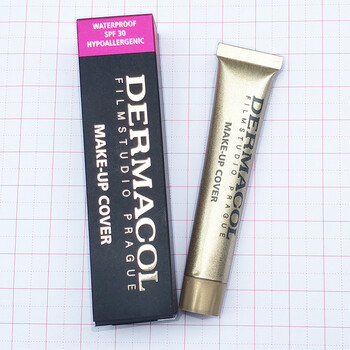 WATERPROOF
SPF 30
HYPOALLERGENIC
DERMACOL
FILMSTUDIO PRAGUE
MAKE-UP COVER
DERMACOL
FILMSTUDIO PRAGUE
MAKE-UP COVER